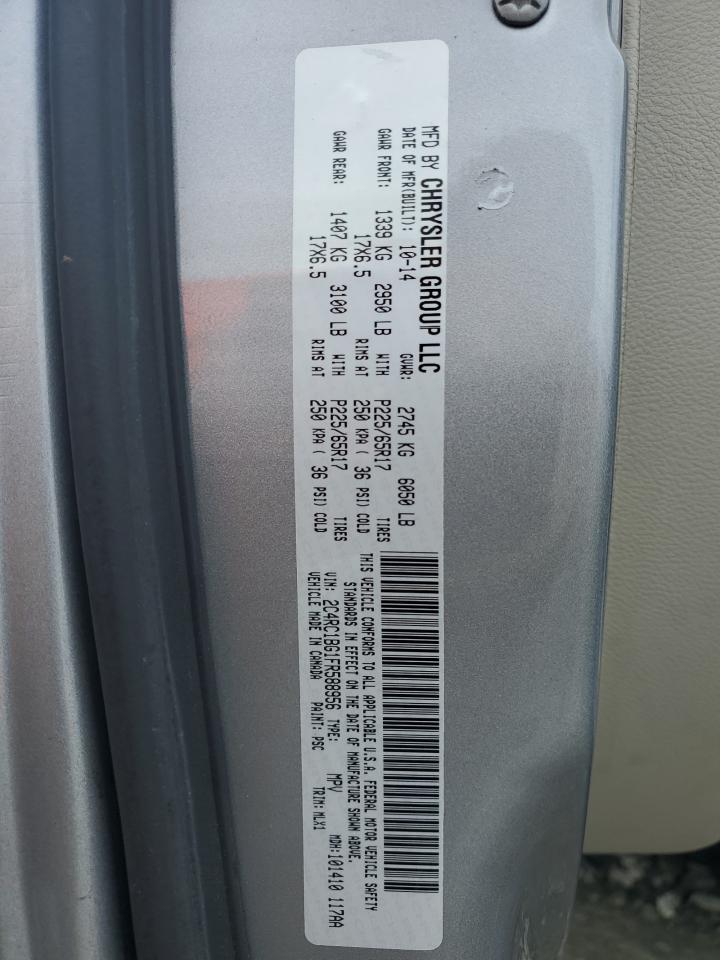 MFD BY CHRYSLER GROUP LLC
DATE OF MFR(BUILT): 10-14 GVWR: 2745 KG 6050 LB
GAWR FRONT: 1339 KG 2950 LB WITH P225/65R17 TIRES
17X6.5 RIMS AT 250 KPA ( 36 PSI) COLD
GAWR REAR: 1407 KG 3100 LB WITH P225/65R17 TIRES
17X6.5 RIMS AT 250 KPA ( 36 PSI) COLD
THIS VEHICLE CONFORMS TO ALL APPLICABLE U.S.A. FEDERAL MOTOR VEHICLE SAFETY
STANDARDS IN EFFECT ON THE DATE OF MANUFACTURE SHOWN ABOVE.
MDH:101410 117AA
VIN: 2C4RC1BG1FR588956 TYPE: MPV
VEHICLE MADE IN CANADA PAINT: PSC TRIM: MLX1